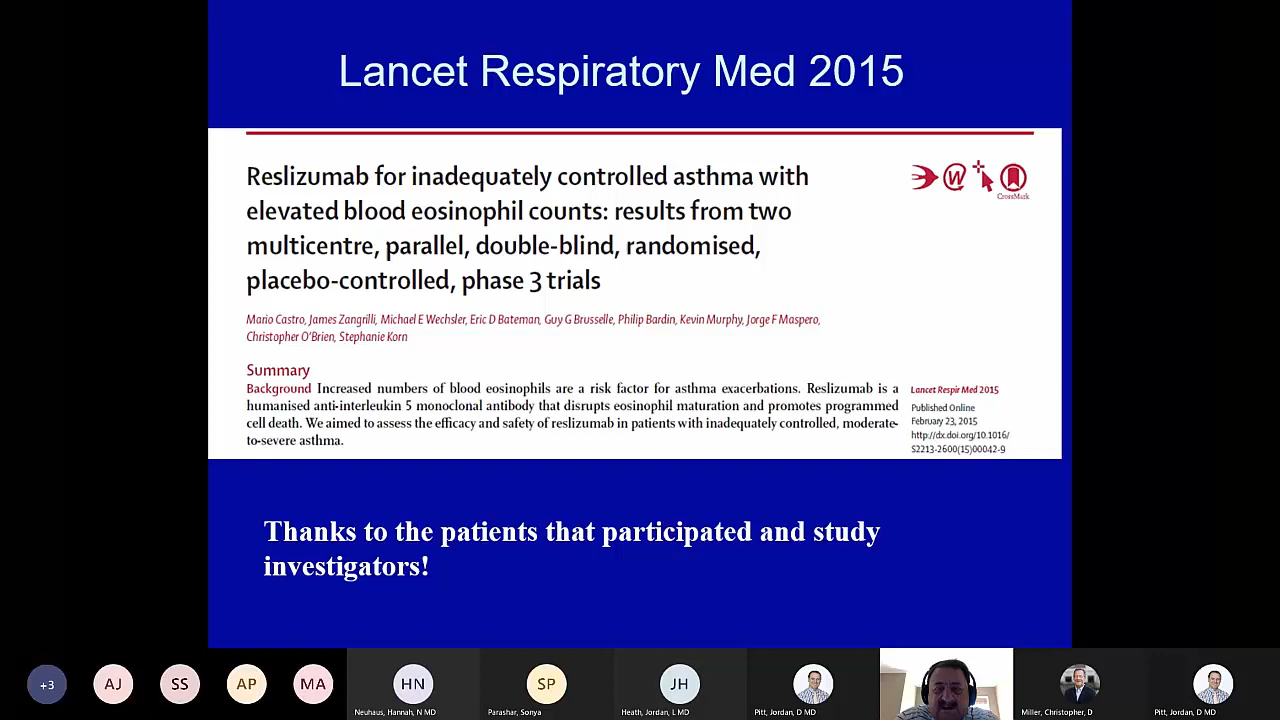 Lancet Respiratory Med 2015
Reslizumab for inadequately controlled asthma with
elevated blood eosinophil counts: results from two
multicentre, parallel, double-blind, randomised,
placebo-controlled, phase 3 trials
CrossMark
Mario Castro, James Zangrilli, Michael E Wechsler, Eric D Bateman, Guy G Brusselle, Philip Bardin, Kevin Murphy, Jorge F Maspero,
Christopher O'Brien, Stephanie Korn
Summary
Background Increased numbers of blood eosinophils are a risk factor for asthma exacerbations. Reslizumab is a
humanised anti-interleukin 5 monoclonal antibody that disrupts eosinophil maturation and promotes programmed
cell death. We aimed to assess the efficacy and safety of reslizumab in patients with inadequately controlled, moderate-
to-severe asthma.
Lancet Respir Med 2015
Published Online
February 23, 2015
http://dx.doi.org/10.1016/
S2213-2600(15)00042-9
Thanks to the patients that participated and study
investigators!
+3
AJ
SS
AP
MA
HN
Neuhaus, Hannah, N MD
SP
Parashar, Sonya
JH
Heath, Jordan, L MD
Pitt, Jordan, D MD
Miller, Christopher, D
Pitt, Jordan, D MD